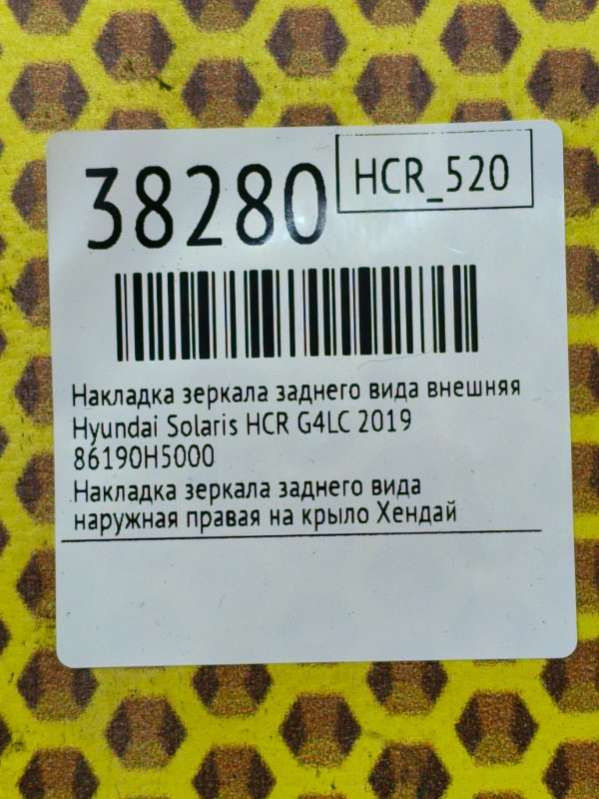 38280
HCR_520
Накладка зеркала заднего вида внешняя
Hyundai Solaris HCR G4LC 2019
86190H5000
Накладка зеркала заднего вида
наружная правая на крыло Хендай